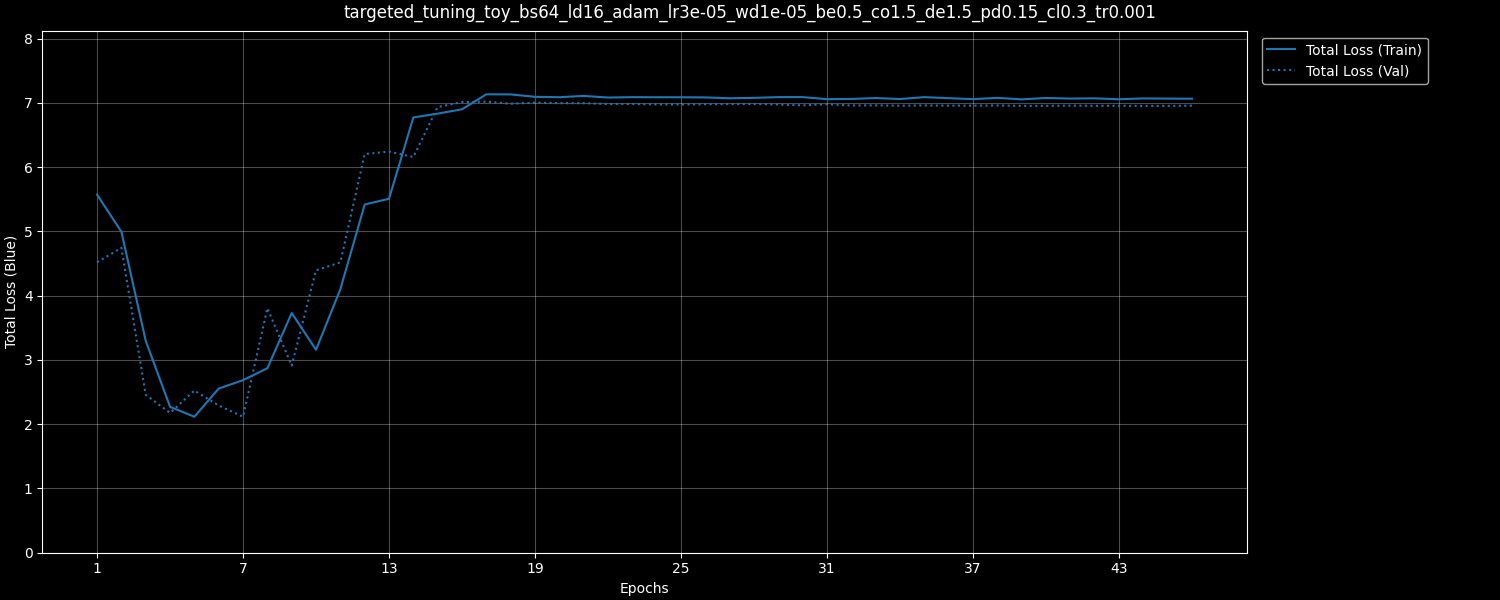 targeted_tuning_toy_bs64_ld16_adam_lr3e-05_wd1e-05_be0.5_co1.5_de1.5_pd0.15_cl0.3_tr0.001
Total Loss (Train)
Total Loss (Val)
8
7
6
5
4
3
2
1
0
Total Loss (Blue)
1 7 13 19 25 31 37 43
Epochs